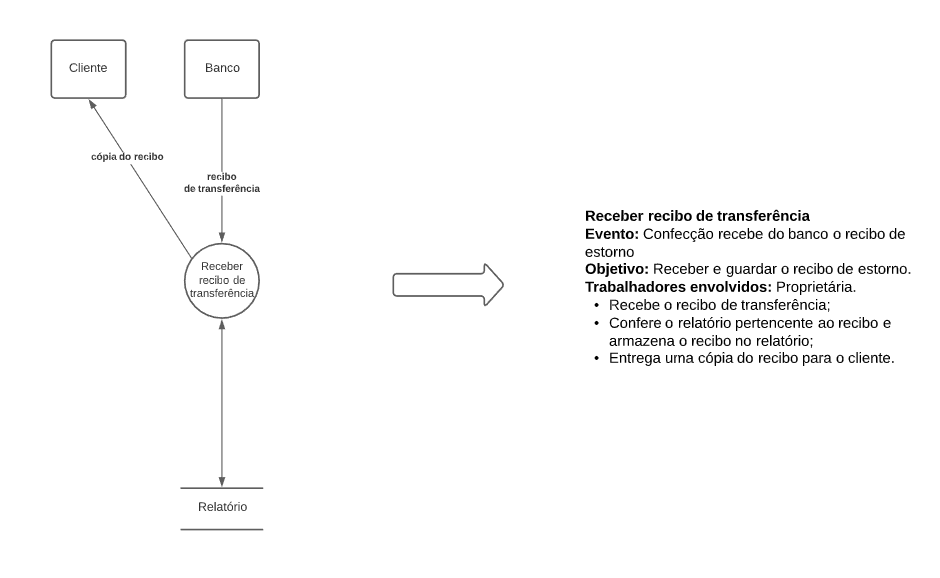 Cliente
Banco
cópia do recibo
recibo
de transferência
Receber
recibo de
transferência
Relatório
Receber recibo de transferência
Evento: Confecção recebe do banco o recibo de
estorno
Objetivo: Receber e guardar o recibo de estorno.
Trabalhadores envolvidos: Proprietária.
• Recebe o recibo de transferência;
• Confere o relatório pertencente ao recibo e
armazena o recibo no relatório;
• Entrega uma cópia do recibo para o cliente.